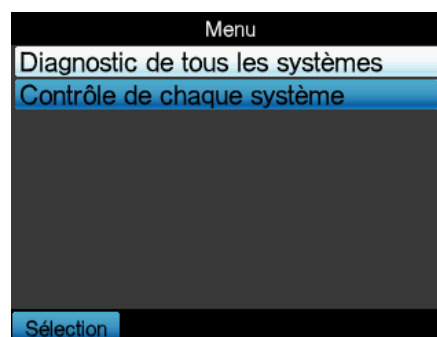 Menu
Diagnostic de tous les systèmes
Contrôle de chaque système
Sélection